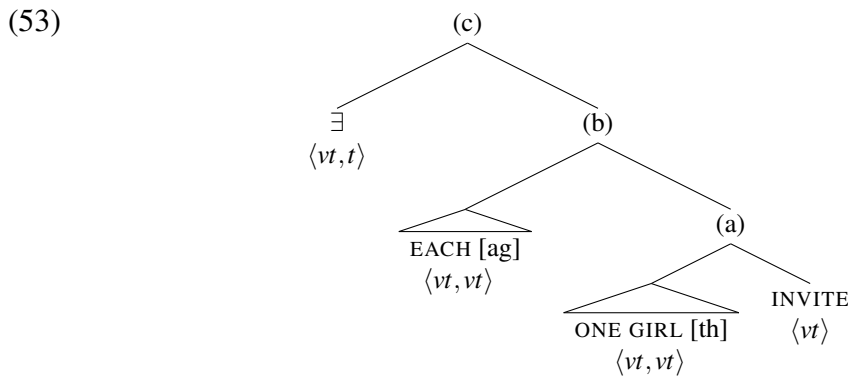 (53)
(c)
∃
⟨vt,t⟩
(b)
EACH [ag]
⟨vt,vt⟩
(a)
ONE GIRL [th]
⟨vt,vt⟩
INVITE
⟨vt⟩